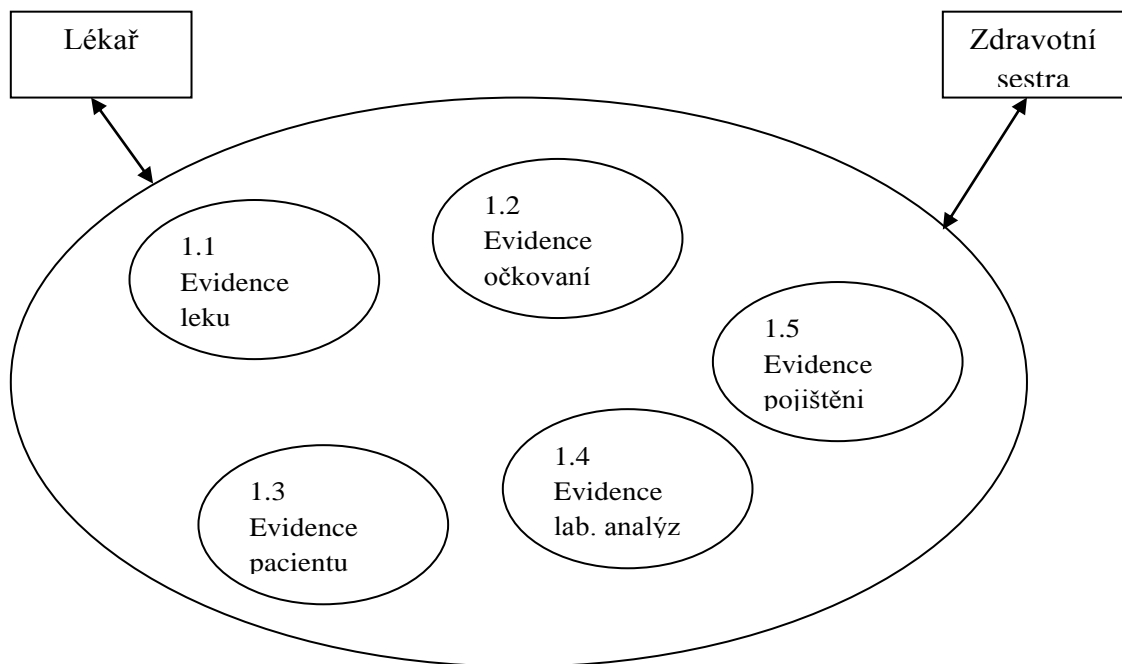 Lékař
Zdravotní
sestra
1.1
Evidence
leku
1.2
Evidence
očkovaní
1.5
Evidence
pojištěni
1.3
Evidence
pacientu
1.4
Evidence
lab. analýz